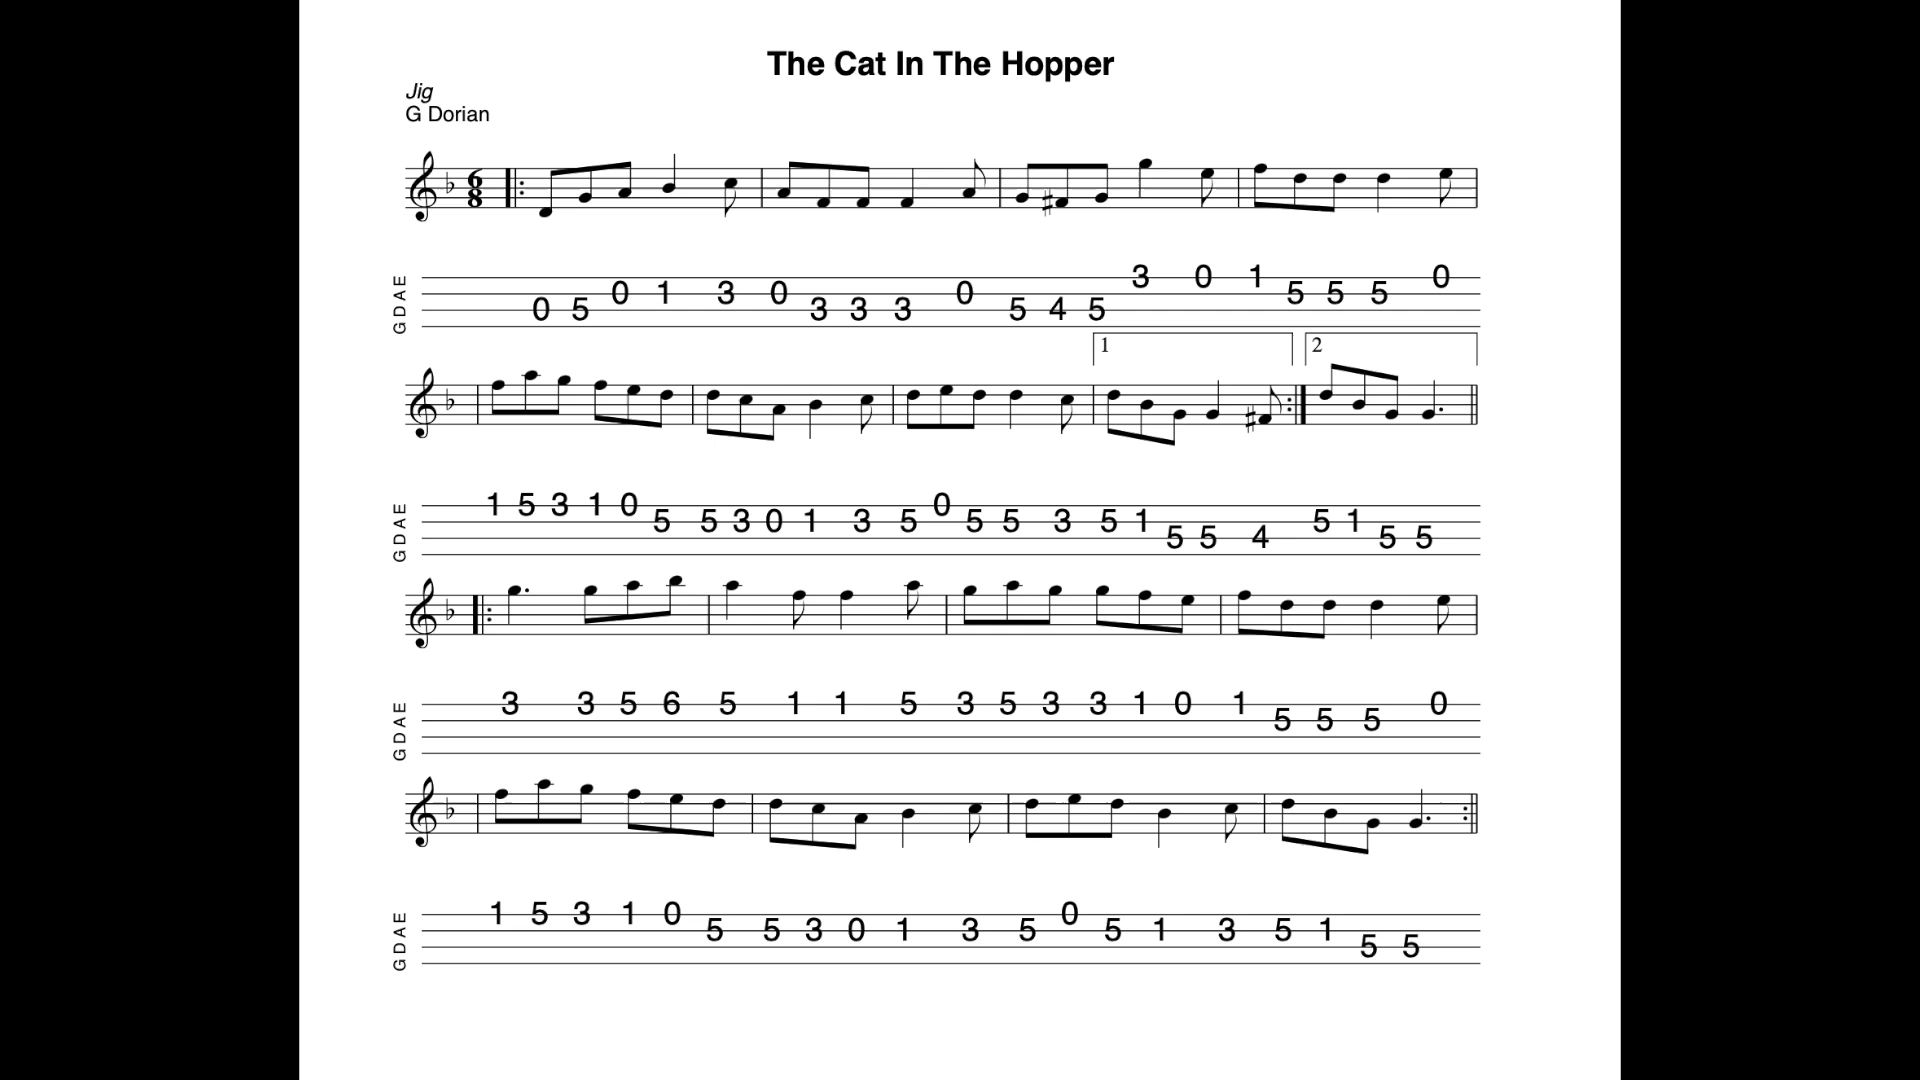 The Cat In The Hopper
Jig
G Dorian
6
8
G D A E
0 5 0 1 3 0 3 3 3 0 5 4 5 3 0 1 5 5 5 0
1 2
G D A E
1 5 3 1 0 5 5 3 0 1 3 5 0 5 5 3 5 1 5 5 4 5 1 5 5
G D A E
3 3 5 6 5 1 1 5 3 5 3 3 1 0 1 5 5 5 0
G D A E
1 5 3 1 0 5 5 3 0 1 3 5 0 5 1 3 5 1 5 5